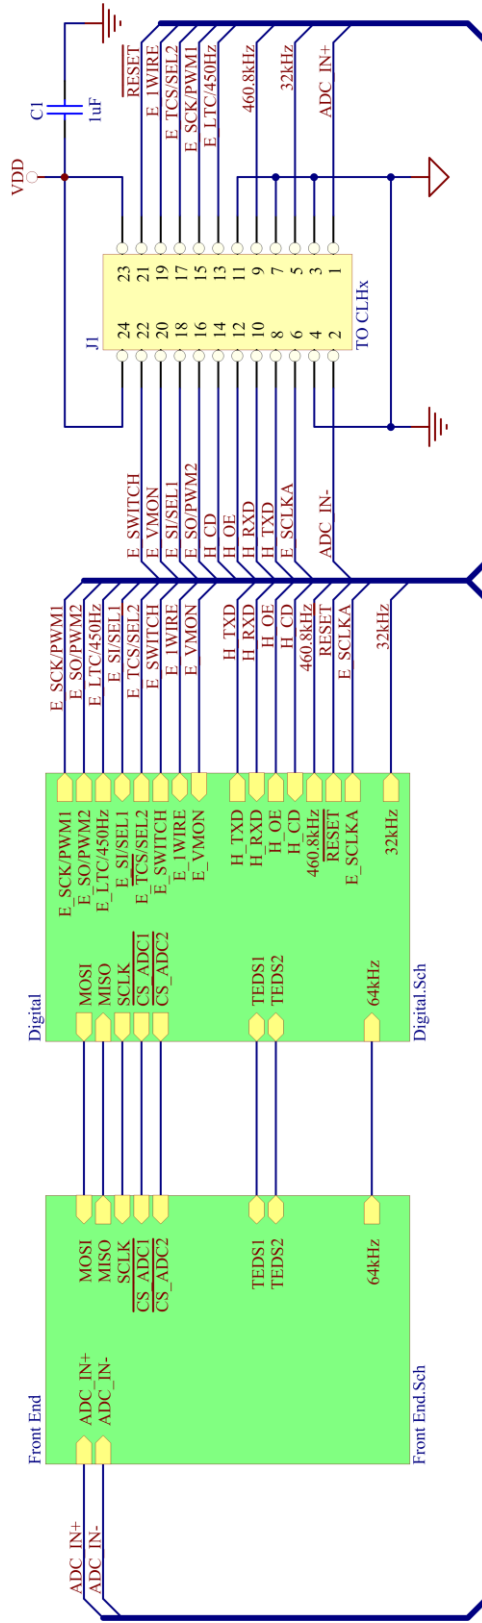 ADC_IN+
ADC_IN-
Front End
ADC_IN+
ADC_IN-
MOSI
MISO
SCLK
CS_ADC1
CS_ADC2
TEDS1
TEDS2
64kHz
Front End.Sch
Digital
MOSI
MISO
SCLK
CS_ADC1
CS_ADC2
TEDS1
TEDS2
64kHz
E_SCK/PWM1
E_SO/PWM2
E_LTC/450Hz
E_SI/SEL1
E_TCS/SEL2
E_SWITCH
E_1WIRE
E_VMON
H_TXD
H_RXD
H_OE
H_CD
460.8kHz
RESET
E_SCLKA
32kHz
Digital.Sch
E_SCK/PWM1
E_SO/PWM2
E_LTC/450Hz
E_SI/SEL1
E_TCS/SEL2
E_SWITCH
E_1WIRE
E_VMON
H_TXD
H_RXD
H_OE
H_CD
460.8kHz
RESET
E_SCLKA
32kHz
E_SWITCH
E_VMON
E_SI/SEL1
E_SO/PWM2
H_CD
H_OE
H_RXD
H_TXD
E_SCLKA
ADC_IN-
VDD
C1
1uF
J1
24 23
22 21
20 19
18 17
16 15
14 13
12 11
10 9
8 7
6 5
4 3
2 1
TO CLHx
RESET
E_1WIRE
E_TCS/SEL2
E_SCK/PWM1
E_LTC/450Hz
460.8kHz
32kHz
ADC_IN+